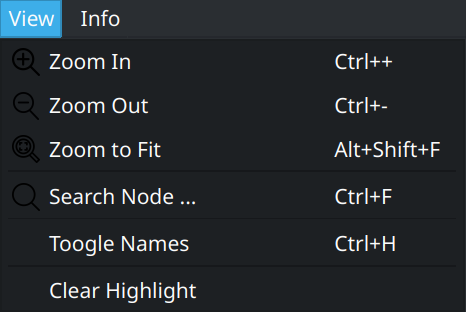 View Info
Zoom In Ctrl++
Zoom Out Ctrl+-
Zoom to Fit Alt+Shift+F
Search Node ... Ctrl+F
Toogle Names Ctrl+H
Clear Highlight